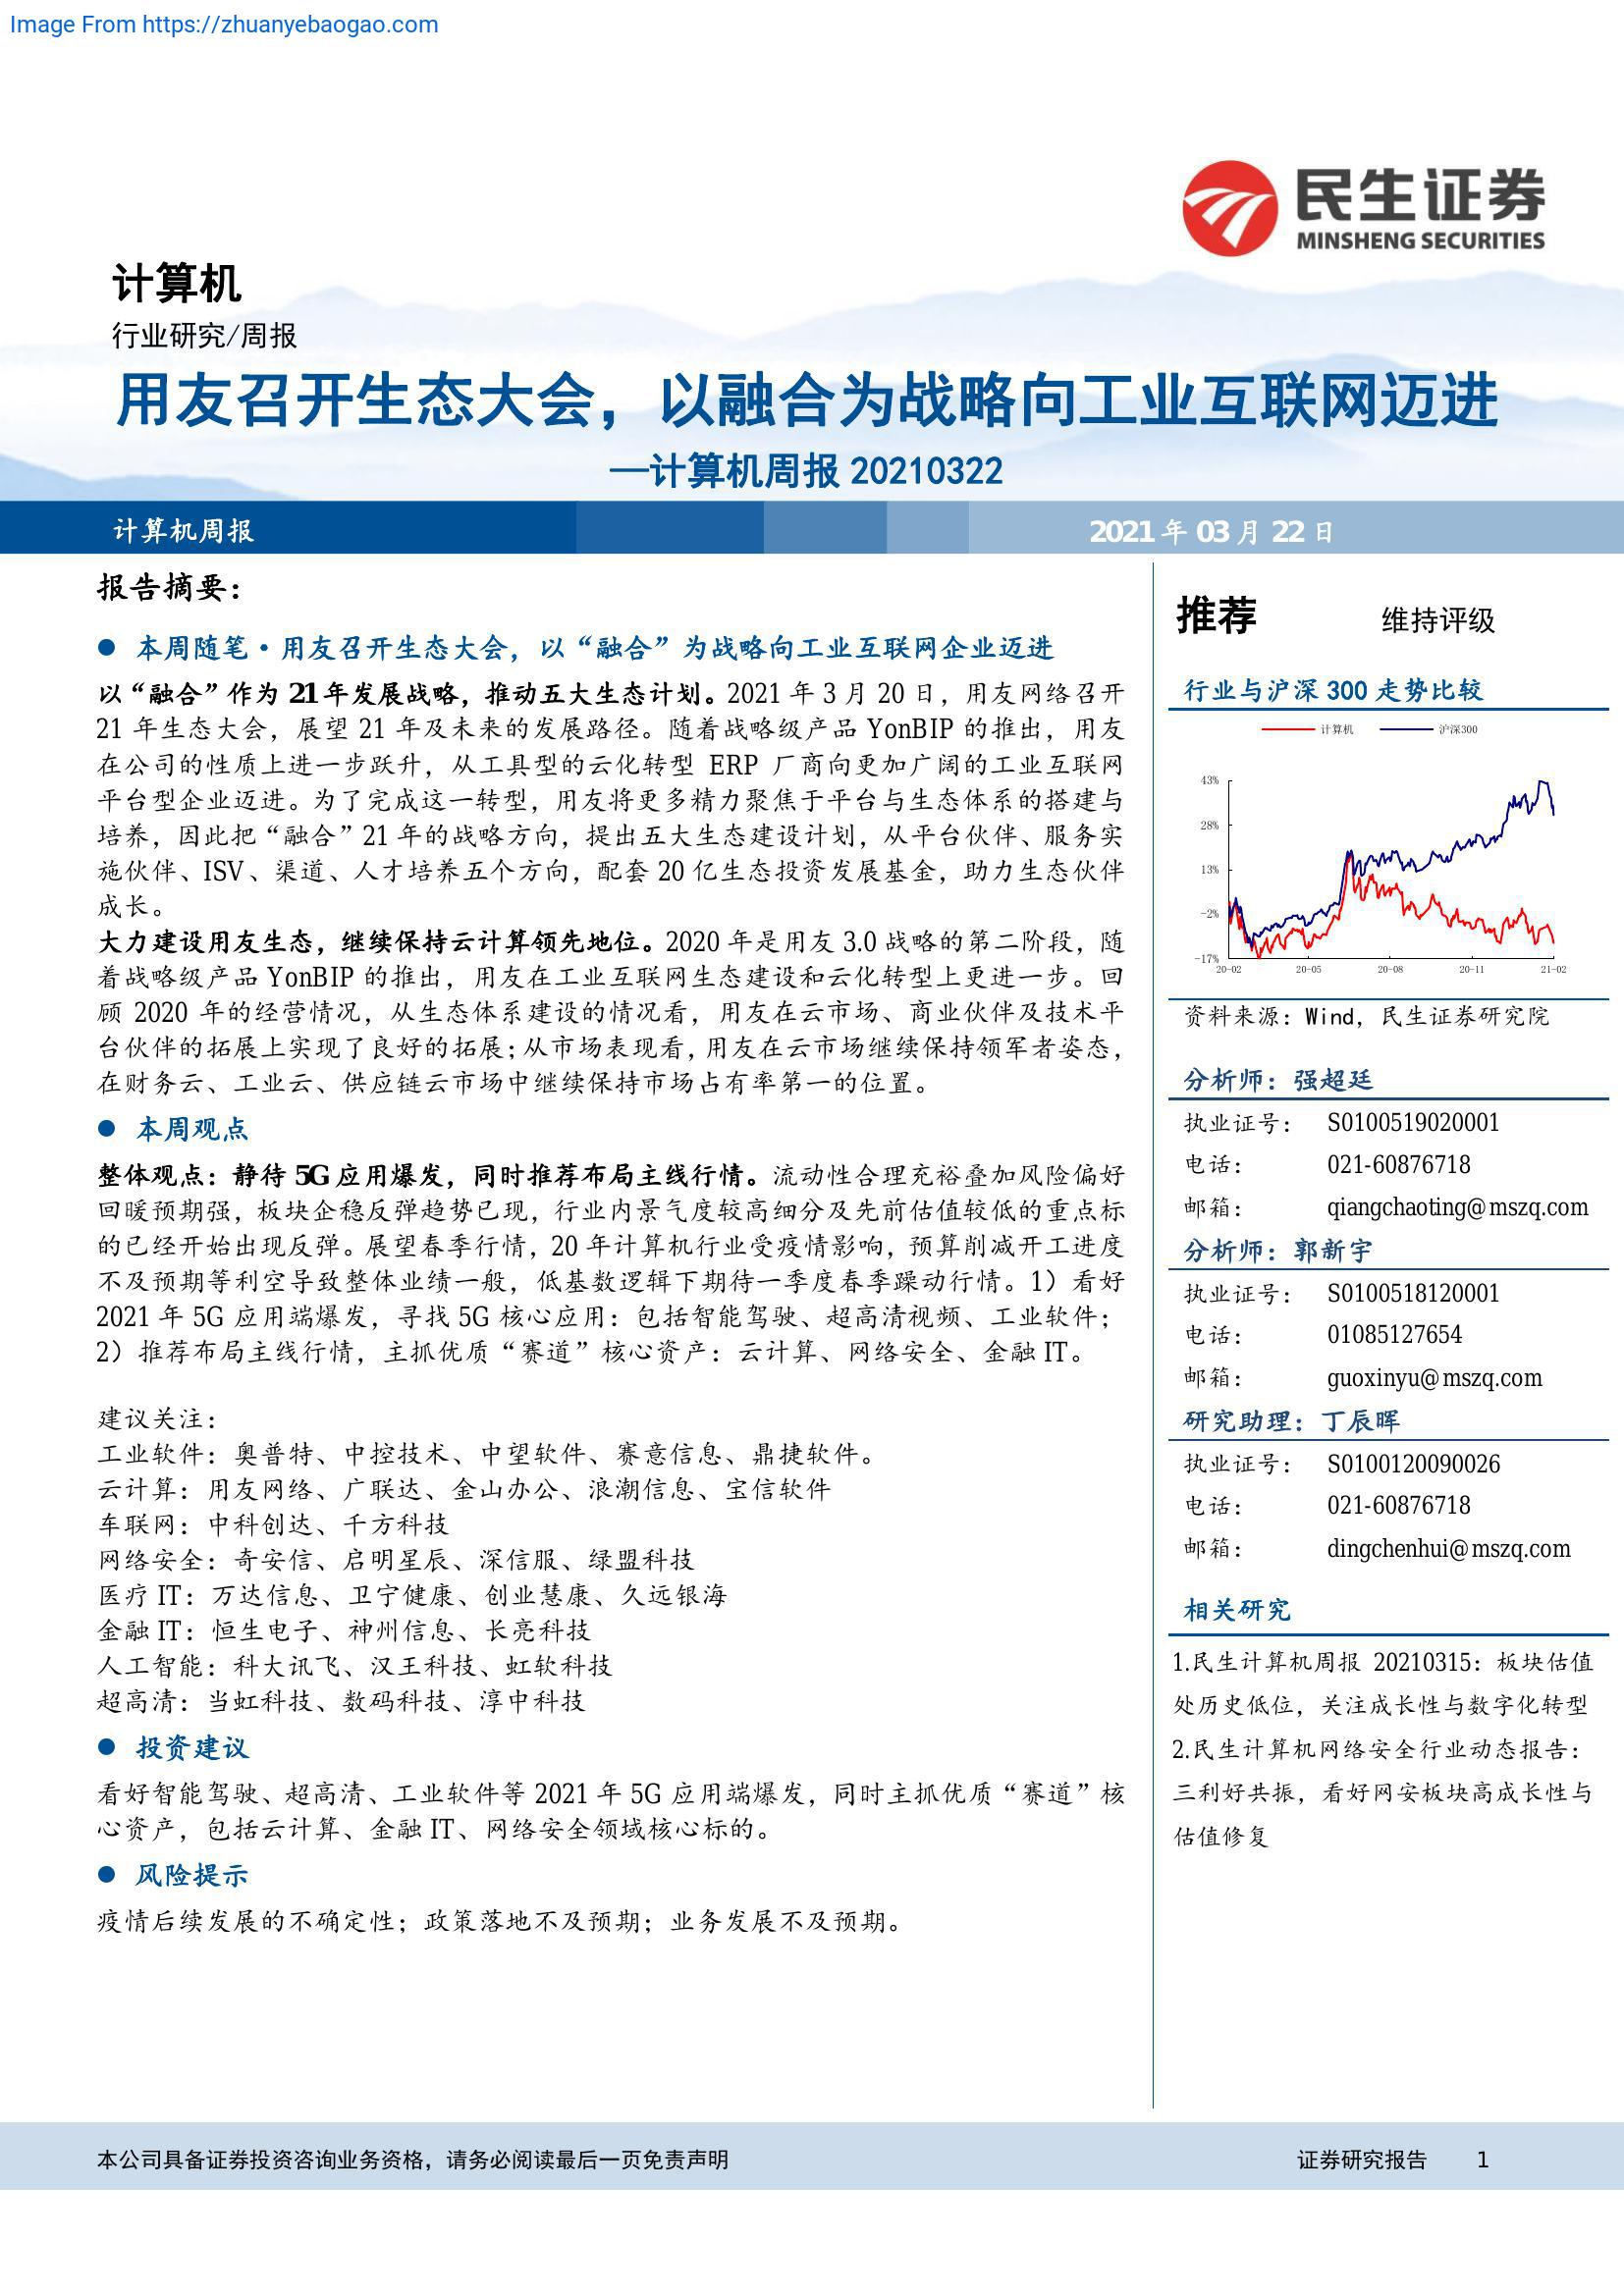 Image From https://zhuanyebaogao.com
民生证券
MINSHENG SECURITIES
计算机
行业研究/周报
用友召开生态大会，以融合为战略向工业互联网迈进
—计算机周报 20210322
计算机周报
2021 年 03 月 22 日
报告摘要：
● 本周随笔·用友召开生态大会，以“融合”为战略向工业互联网企业迈进
以“融合”作为 21 年发展战略，推动五大生态计划。2021 年 3 月 20 日，用友网络召开
21 年生态大会，展望 21 年及未来的发展路径。随着战略级产品 YonBIP 的推出，用友
在公司的性质上进一步跃升，从工具型的云化转型 ERP 厂商向更加广阔的工业互联网
平台型企业迈进。为了完成这一转型，用友将更多精力聚焦于平台与生态体系的搭建与
培养，因此把“融合”21 年的战略方向，提出五大生态建设计划，从平台伙伴、服务实
施伙伴、ISV、渠道、人才培养五个方向，配套 20 亿生态投资发展基金，助力生态伙伴
成长。
大力建设用友生态，继续保持云计算领先地位。2020 年是用友 3.0 战略的第二阶段，随
着战略级产品 YonBIP 的推出，用友在工业互联网生态建设和云化转型上更进一步。回
顾 2020 年的经营情况，从生态体系建设的情况看，用友在云市场、商业伙伴及技术平
台伙伴的拓展上实现了良好的拓展；从市场表现看，用友在云市场继续保持领军者姿态，
在财务云、工业云、供应链云市场中继续保持市场占有率第一的位置。
● 本周观点
整体观点：静待 5G 应用爆发，同时推荐布局主线行情。流动性合理充裕叠加风险偏好
回暖预期强，板块企稳反弹趋势已现，行业内景气度较高细分及先前估值较低的重点标
的已经开始出现反弹。展望春季行情，20 年计算机行业受疫情影响，预算削减开工进度
不及预期等利空导致整体业绩一般，低基数逻辑下期待一季度春季躁动行情。1）看好
2021 年 5G 应用端爆发，寻找 5G 核心应用：包括智能驾驶、超高清视频、工业软件；
2）推荐布局主线行情，主抓优质“赛道”核心资产：云计算、网络安全、金融 IT。
建议关注：
工业软件：奥普特、中控技术、中望软件、赛意信息、鼎捷软件。
云计算：用友网络、广联达、金山办公、浪潮信息、宝信软件
车联网：中科创达、千方科技
网络安全：奇安信、启明星辰、深信服、绿盟科技
医疗 IT：万达信息、卫宁健康、创业慧康、久远银海
金融 IT：恒生电子、神州信息、长亮科技
人工智能：科大讯飞、汉王科技、虹软科技
超高清：当虹科技、数码科技、淳中科技
● 投资建议
看好智能驾驶、超高清、工业软件等 2021 年 5G 应用端爆发，同时主抓优质“赛道”核
心资产，包括云计算、金融 IT、网络安全领域核心标的。
● 风险提示
疫情后续发展的不确定性；政策落地不及预期；业务发展不及预期。
推荐 维持评级
行业与沪深 300 走势比较
计算机 沪深300
43%
28%
13%
-2%
-17%
20-02 20-05 20-08 20-11 21-02
资料来源：Wind，民生证券研究院
分析师：强超廷
执业证号： S0100519020001
电话： 021-60876718
邮箱： qiangchaoting@mszq.com
分析师：郭新宇
执业证号： S0100518120001
电话： 01085127654
邮箱： guoxinyu@mszq.com
研究助理：丁辰晖
执业证号： S0100120090026
电话： 021-60876718
邮箱： dingchenhui@mszq.com
相关研究
1.民生计算机周报 20210315：板块估值
处历史低位，关注成长性与数字化转型
2.民生计算机网络安全行业动态报告：
三利好共振，看好网安板块高成长性与
估值修复
本公司具备证券投资咨询业务资格，请务必阅读最后一页免责声明
证券研究报告 1